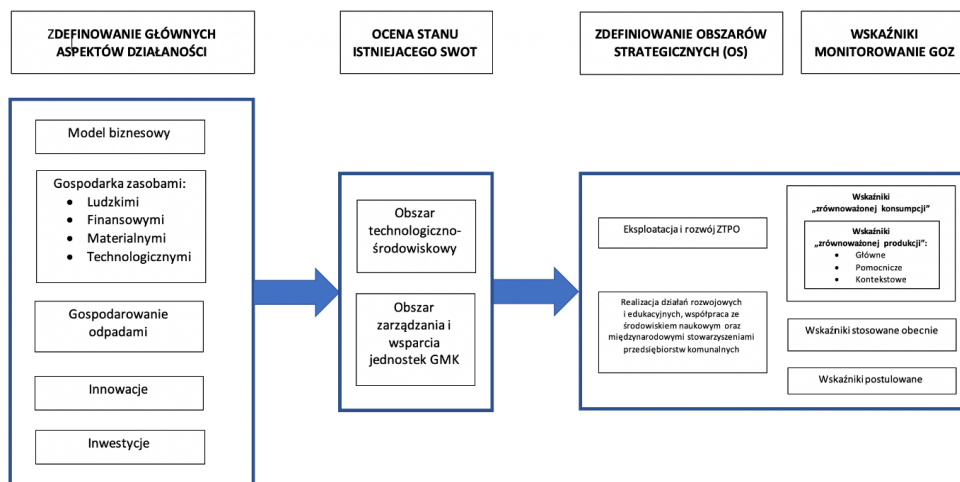 ZDEFINOWANIE GŁÓWNYCH
ASPEKTÓW DZIAŁANOŚCI
OCENA STANU
ISTNIEJACEGO SWOT
ZDEFINIOWANIE OBSZARÓW
STRATEGICZNYCH (OS)
WSKAŹNIKI
MONITOROWANIE GOZ
Model biznesowy
Gospodarka zasobami:
• Ludzkimi
• Finansowymi
• Materialnymi
• Technologicznymi
Gospodarowanie
odpadami
Innowacje
Inwestycje
Obszar
technologiczno-
środowiskowy
Obszar
zarządzania i
wsparcia
jednostek GMK
Eksploatacja i rozwój ZTPO
Realizacja działań rozwojowych
i edukacyjnych, współpraca ze
środowiskiem naukowym oraz
międzynarodowymi stowarzyszeniami
przedsiębiorstw komunalnych
Wskaźniki
„zrównoważonej konsumpcji”
Wskaźniki
„zrównoważonej produkcji”:
• Główne
• Pomocnicze
• Kontekstowe
Wskaźniki stosowane obecnie
Wskaźniki postulowane